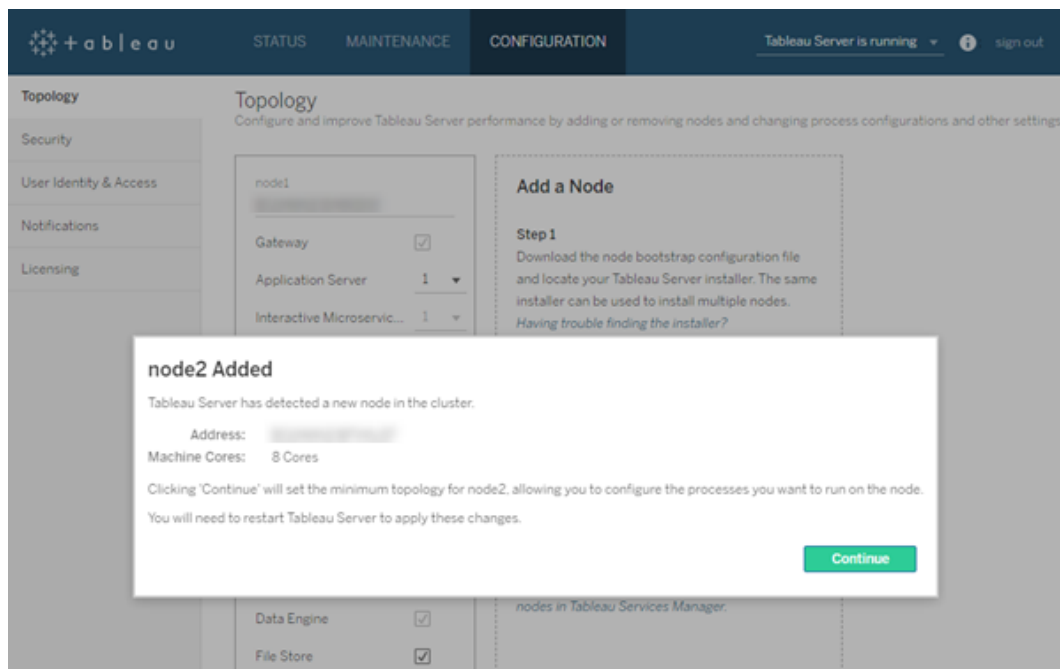 + a b l e a u
STATUS MAINTENANCE CONFIGURATION Tableau Server is running i sign out
Topology
Security
User Identity & Access
Notifications
Licensing
Topology
Configure and improve Tableau Server performance by adding or removing nodes and changing process configurations and other settings
node1
Gateway
Application Server 1
Interactive Microservic... 1
Add a Node
Step 1
Download the node bootstrap configuration file
and locate your Tableau Server installer. The same
installer can be used to install multiple nodes.
Having trouble finding the installer?
node2 Added
Tableau Server has detected a new node in the cluster.
Address:
Machine Cores: 8 Cores
Clicking 'Continue' will set the minimum topology for node2, allowing you to configure the processes you want to run on the node.
You will need to restart Tableau Server to apply these changes.
Continue
nodes in Tableau Services Manager.
Data Engine
File Store